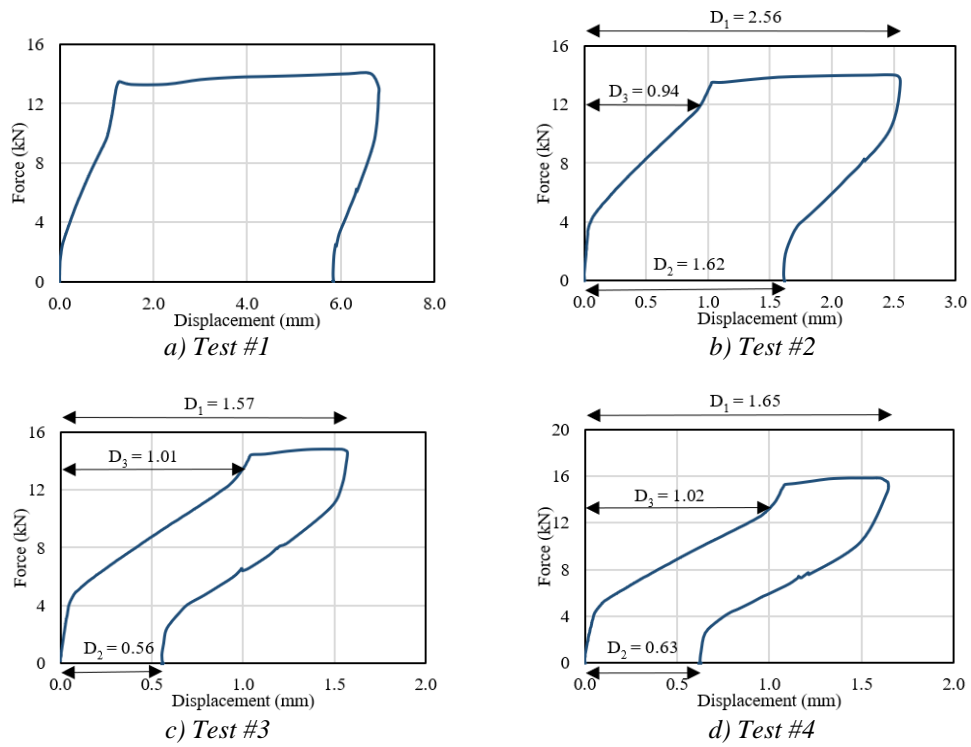 16
12
8
4
0
Force (kN)
0.0 2.0 4.0 6.0 8.0
Displacement (mm)
a) Test #1
D₁ = 2.56
16
12
8
4
0
Force (kN)
D₃ = 0.94
D₂ = 1.62
0.0 0.5 1.0 1.5 2.0 2.5 3.0
Displacement (mm)
b) Test #2
D₁ = 1.57
16
12
8
4
0
Force (kN)
D₃ = 1.01
D₂ = 0.56
0.0 0.5 1.0 1.5 2.0
Displacement (mm)
c) Test #3
D₁ = 1.65
20
16
12
8
4
0
Force (kN)
D₃ = 1.02
D₂ = 0.63
0.0 0.5 1.0 1.5 2.0
Displacement (mm)
d) Test #4